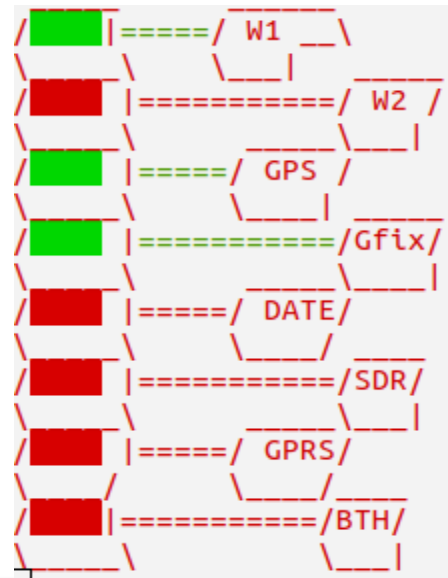 W1
W2
GPS
Gfix
DATE
SDR
GPRS
BTH